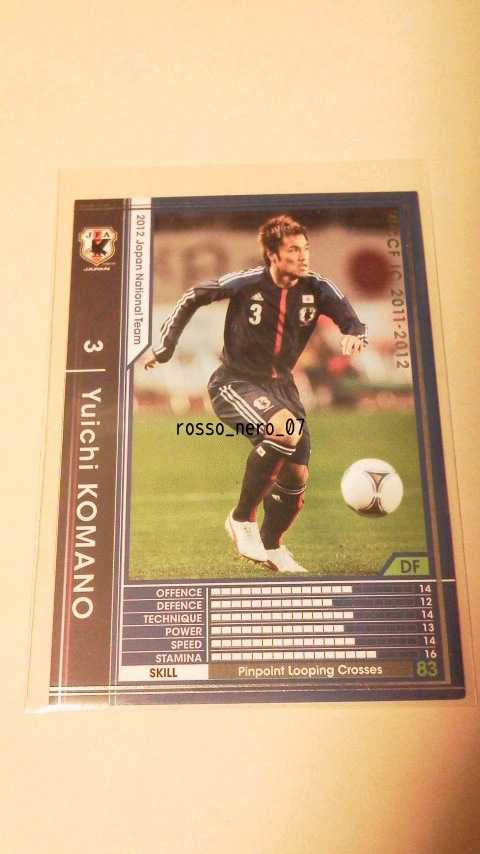 JFA
JAPAN
2012 Japan National Team
WCCF IC 2011-2012
3 Yuichi KOMANO
3
rosso_nero_07
DF
OFFENCE 14
DEFENCE 12
TECHNIQUE 14
POWER 13
SPEED 14
STAMINA 16
SKILL Pinpoint Looping Crosses 83